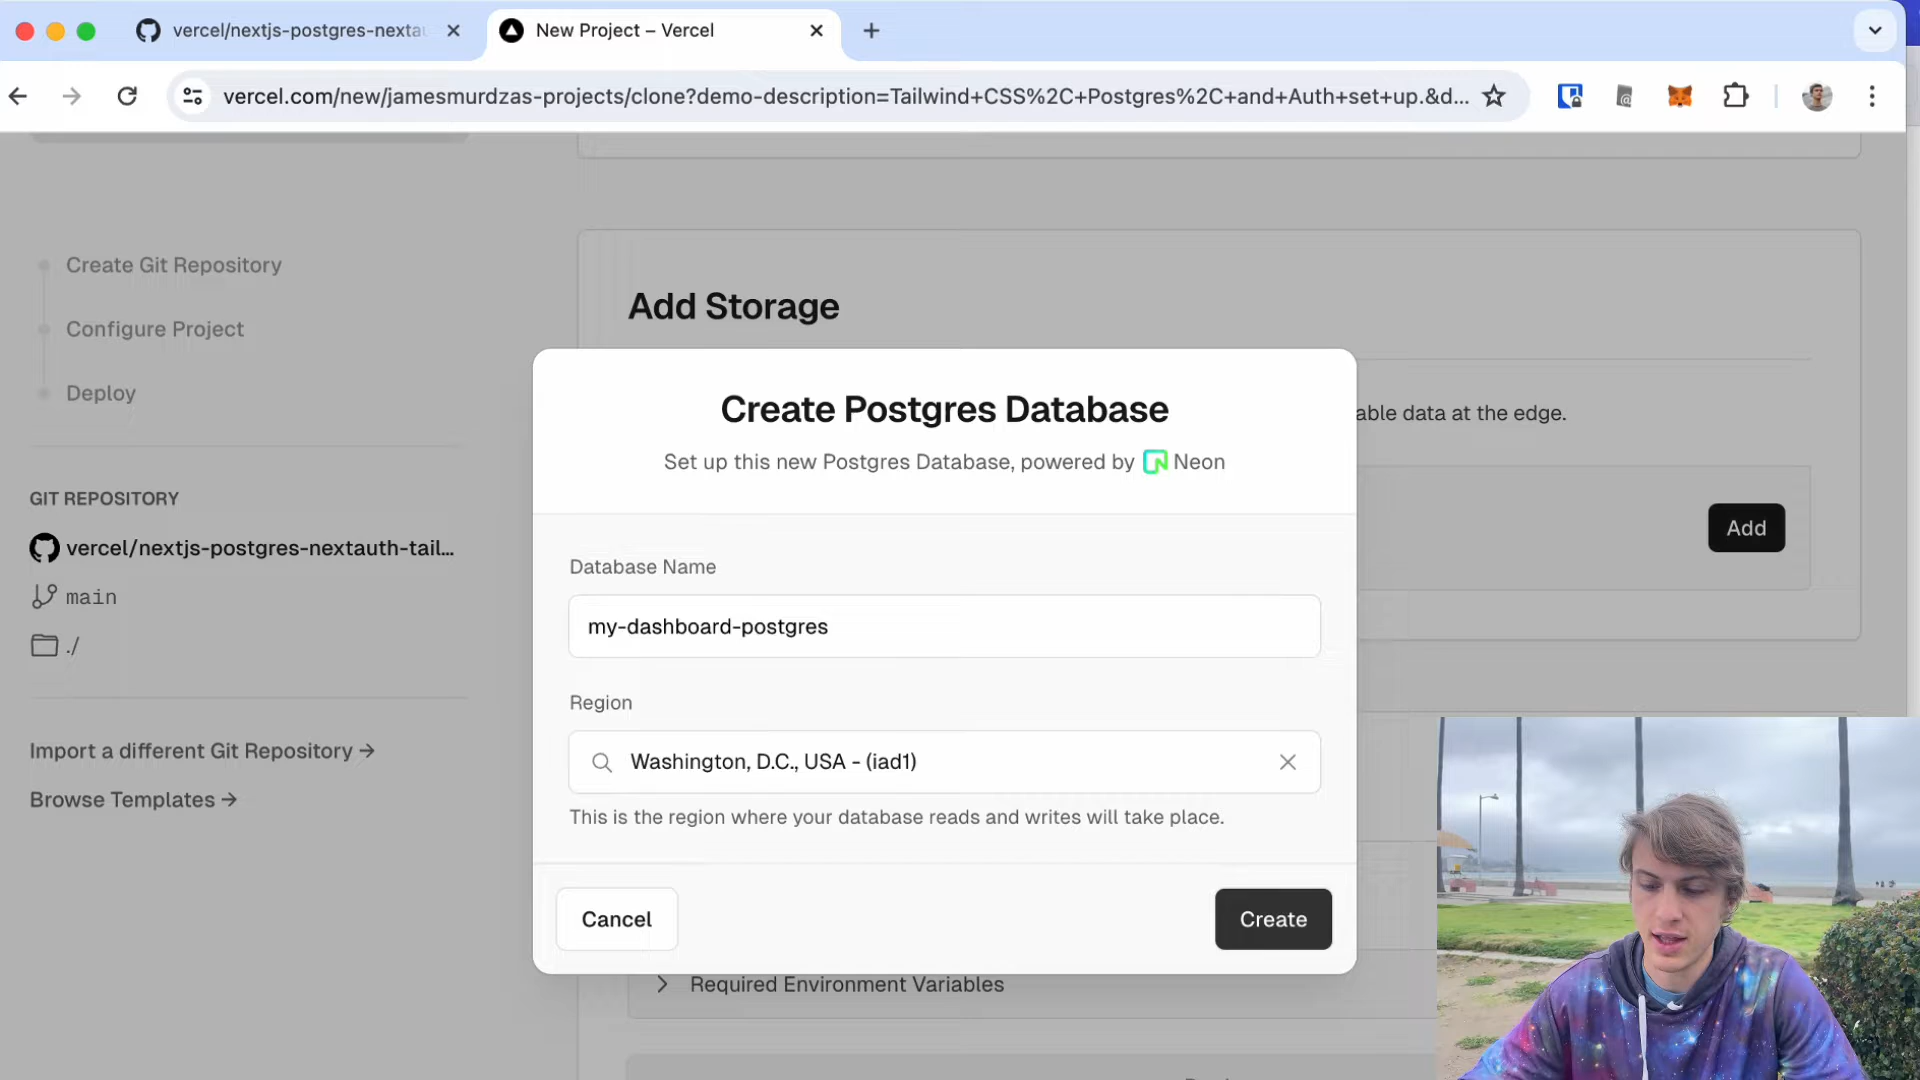 vercel/nextjs-postgres-nextau
New Project – Vercel
vercel.com/new/jamesmurdzas-projects/clone?demo-description=Tailwind+CSS%2C+Postgres%2C+and+Auth+set+up.&d...
Create Git Repository
Configure Project
Deploy
GIT REPOSITORY
vercel/nextjs-postgres-nextauth-tail...
main
./
Import a different Git Repository →
Browse Templates →
Add Storage
able data at the edge.
Add
Create Postgres Database
Set up this new Postgres Database, powered by Neon
Database Name
my-dashboard-postgres
Region
Washington, D.C., USA - (iad1)
This is the region where your database reads and writes will take place.
Cancel
Create
Required Environment Variables